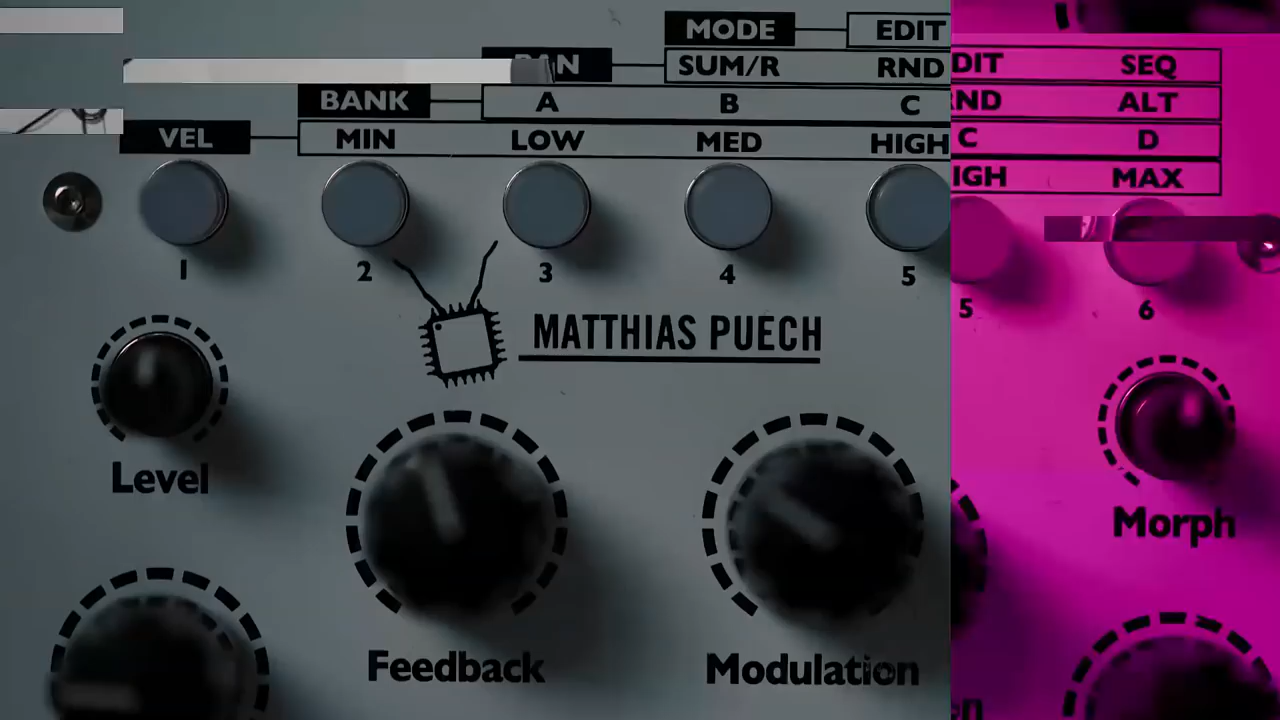 MODE EDIT
PAN SUM/R RND
BANK A B C
VEL MIN LOW MED HIGH
DIT SEQ
ND ALT
C D
IGH MAX
1 2 3 4 5
5 6
MATTHIAS PUECH
Level
Feedback
Modulation
Morph